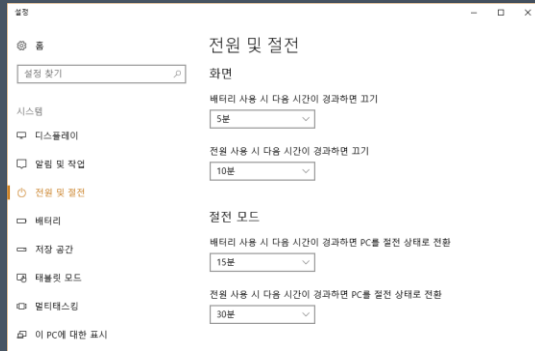 설정
홈
설정 찾기
시스템
디스플레이
알림 및 작업
전원 및 절전
배터리
저장 공간
태블릿 모드
멀티태스킹
이 PC에 대한 표시
전원 및 절전
화면
배터리 사용 시 다음 시간이 경과하면 끄기
5분
전원 사용 시 다음 시간이 경과하면 끄기
10분
절전 모드
배터리 사용 시 다음 시간이 경과하면 PC를 절전 상태로 전환
15분
전원 사용 시 다음 시간이 경과하면 PC를 절전 상태로 전환
30분